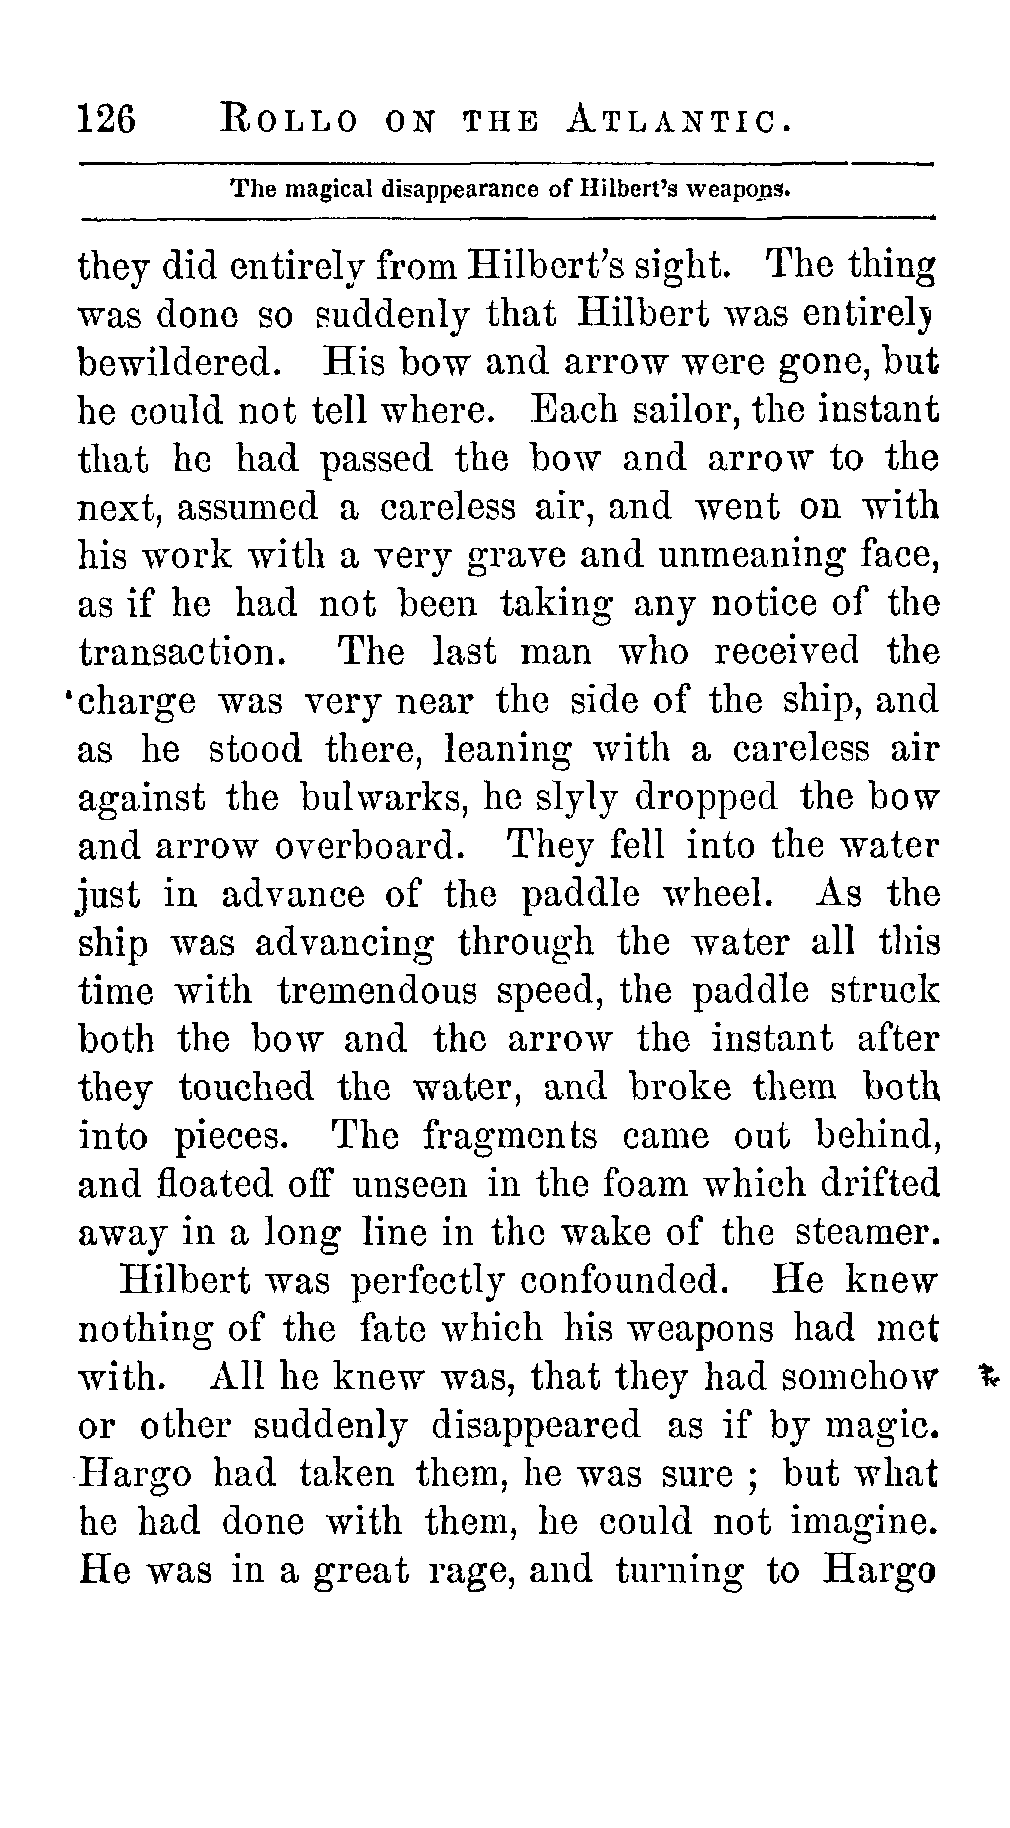 126 ROLLO ON THE ATLANTIC.
The magical disappearance of Hilbert's weapons.
they did entirely from Hilbert's sight. The thing
was done so suddenly that Hilbert was entirely
bewildered. His bow and arrow were gone, but
he could not tell where. Each sailor, the instant
that he had passed the bow and arrow to the
next, assumed a careless air, and went on with
his work with a very grave and unmeaning face,
as if he had not been taking any notice of the
transaction. The last man who received the
charge was very near the side of the ship, and
as he stood there, leaning with a careless air
against the bulwarks, he slyly dropped the bow
and arrow overboard. They fell into the water
just in advance of the paddle wheel. As the
ship was advancing through the water all this
time with tremendous speed, the paddle struck
both the bow and the arrow the instant after
they touched the water, and broke them both
into pieces. The fragments came out behind,
and floated off unseen in the foam which drifted
away in a long line in the wake of the steamer.
Hilbert was perfectly confounded. He knew
nothing of the fate which his weapons had met
with. All he knew was, that they had somehow
or other suddenly disappeared as if by magic.
Hargo had taken them, he was sure ; but what
he had done with them, he could not imagine.
He was in a great rage, and turning to Hargo